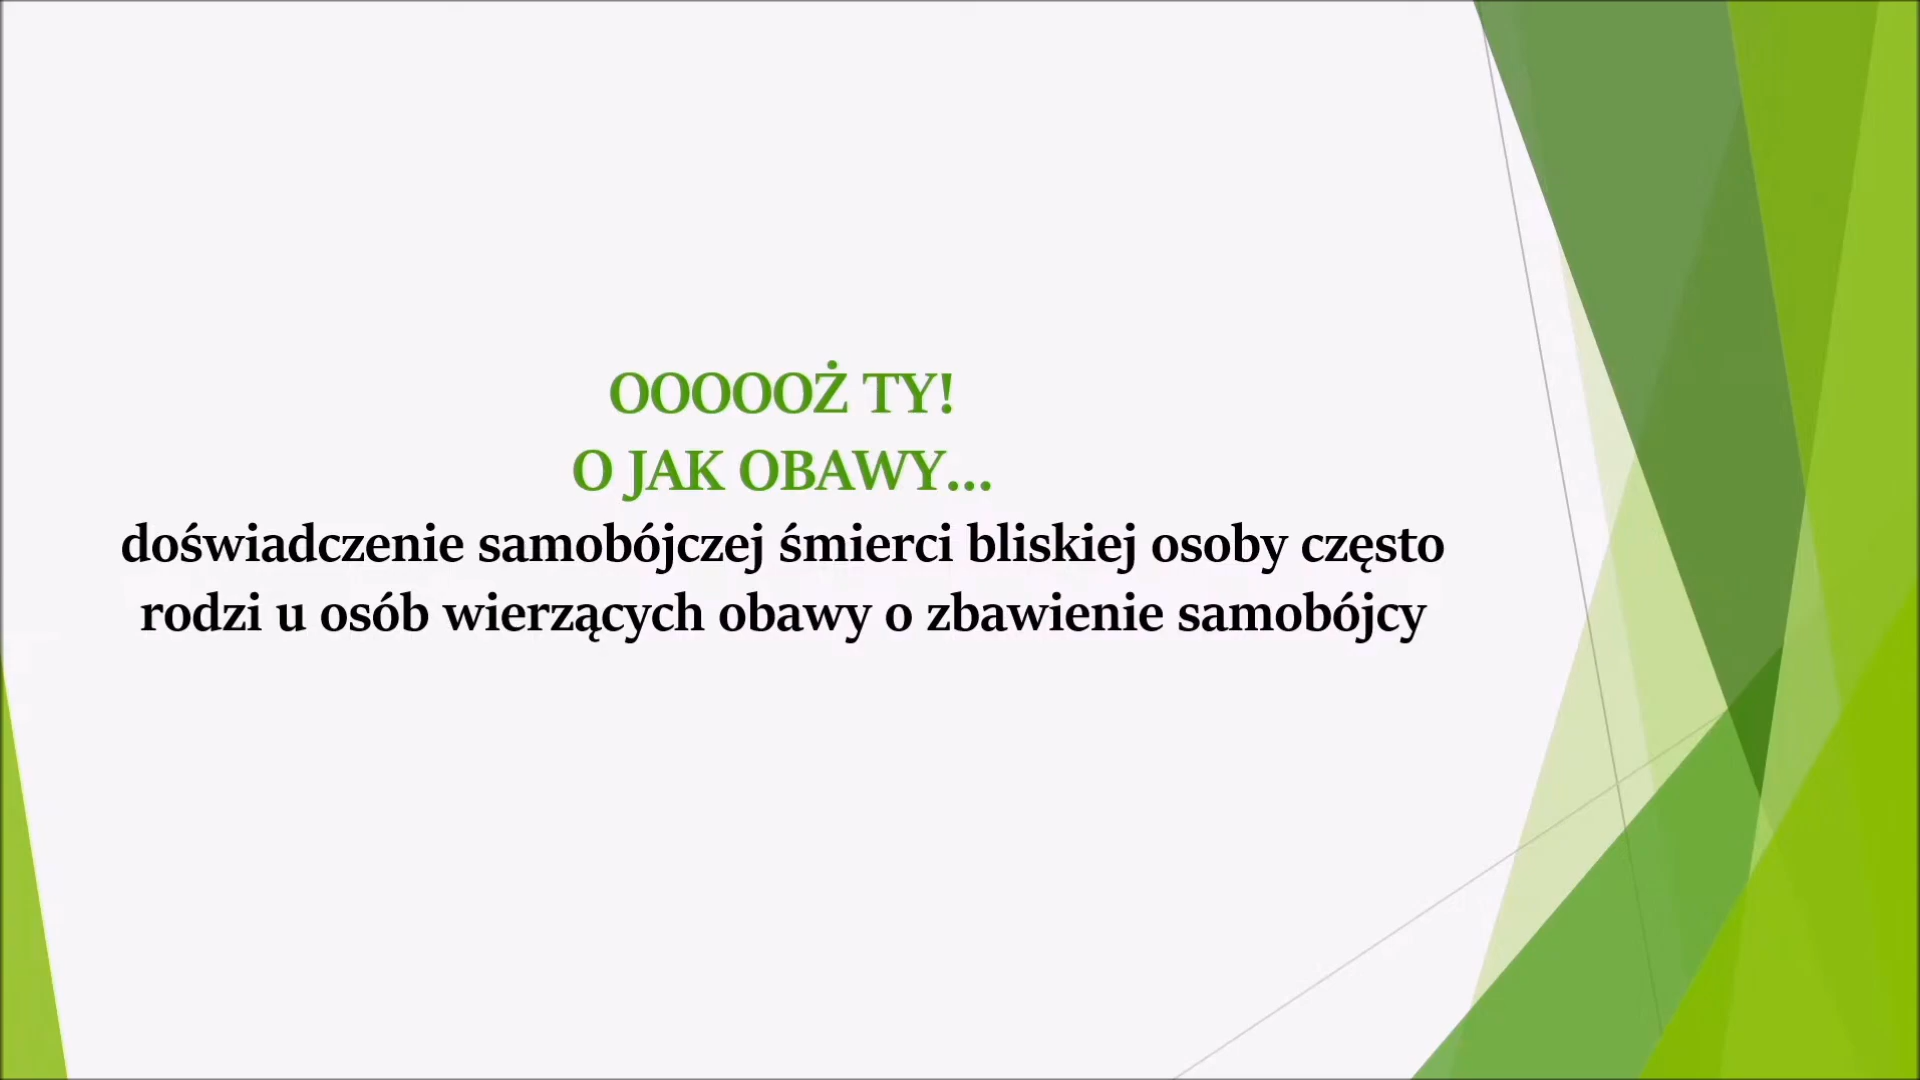 OOOOOŻ TY!
O JAK OBAWY...
doświadczenie samobójczej śmierci bliskiej osoby często
rodzi u osób wierzących obawy o zbawienie samobójcy